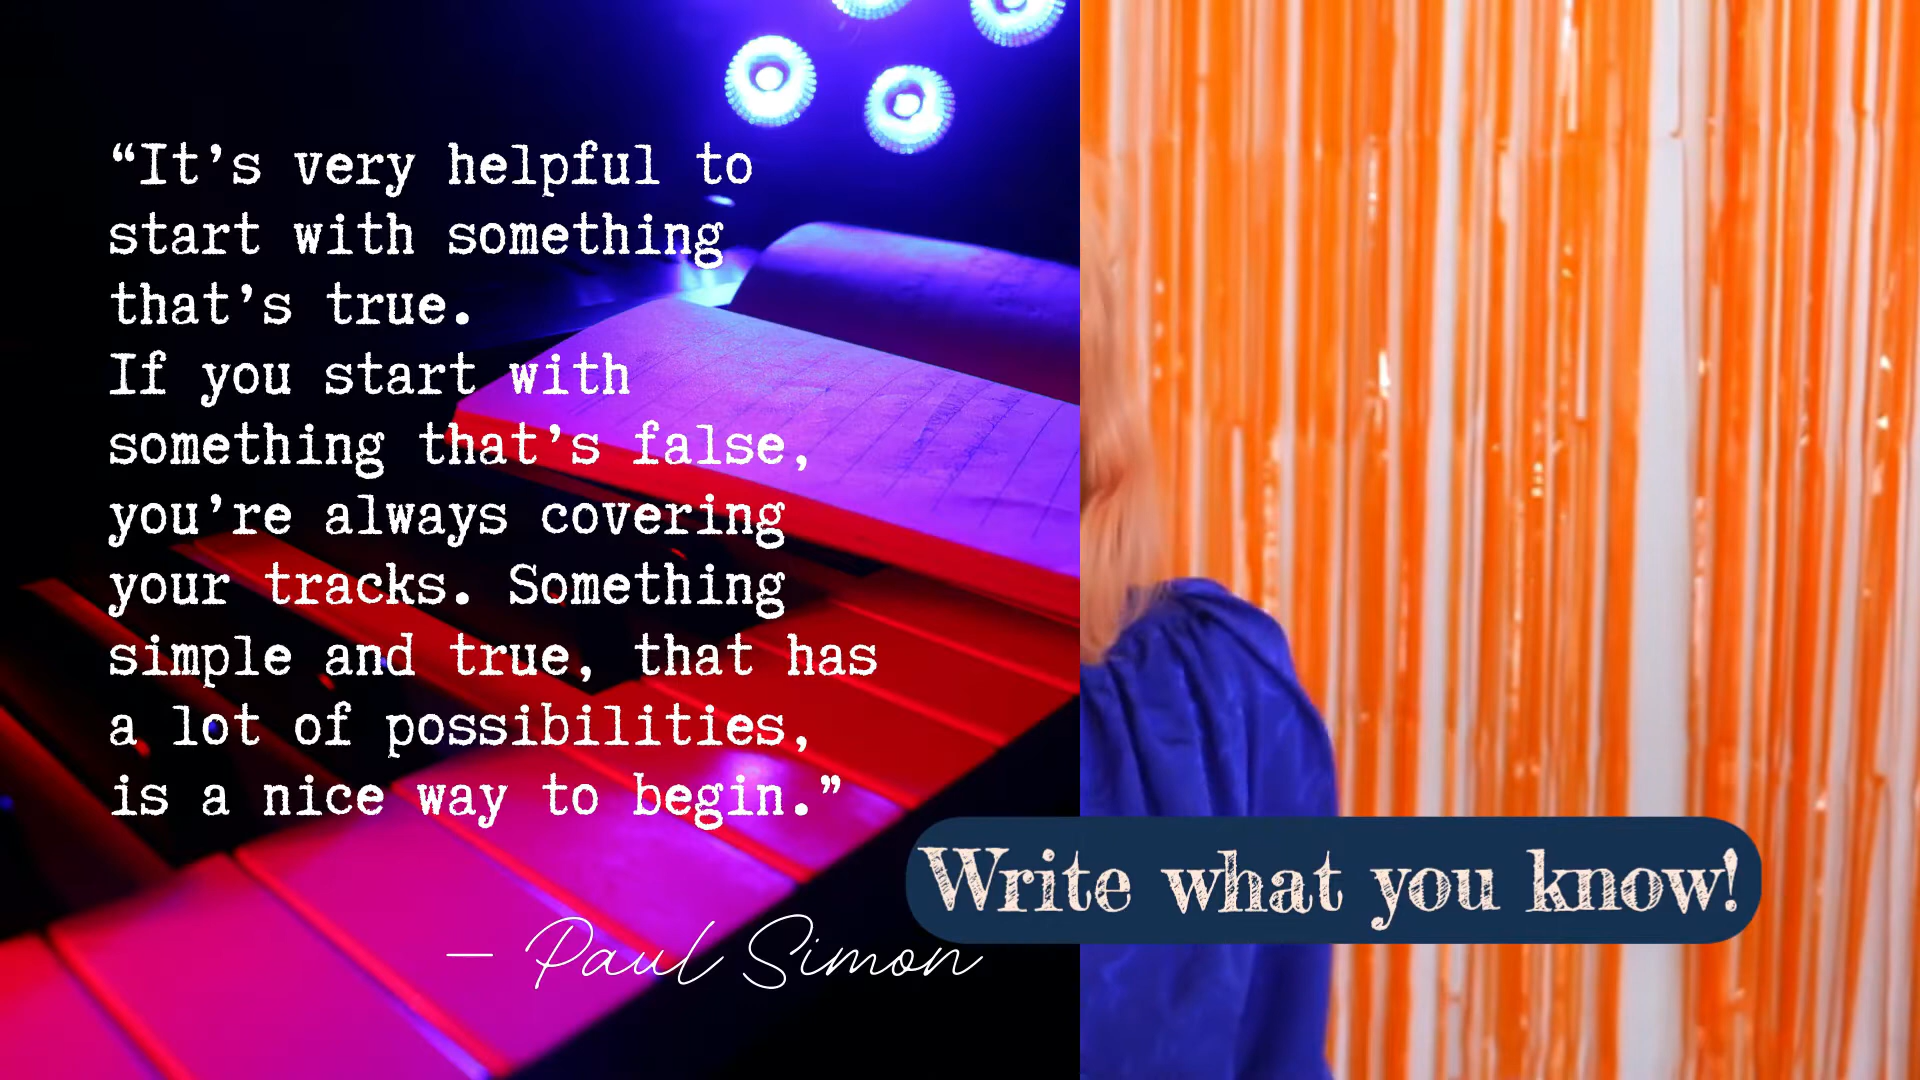 “It’s very helpful to
start with something
that’s true.
If you start with
something that’s false,
you’re always covering
your tracks. Something
simple and true, that has
a lot of possibilities,
is a nice way to begin.”
Write what you know!
– Paul Simon